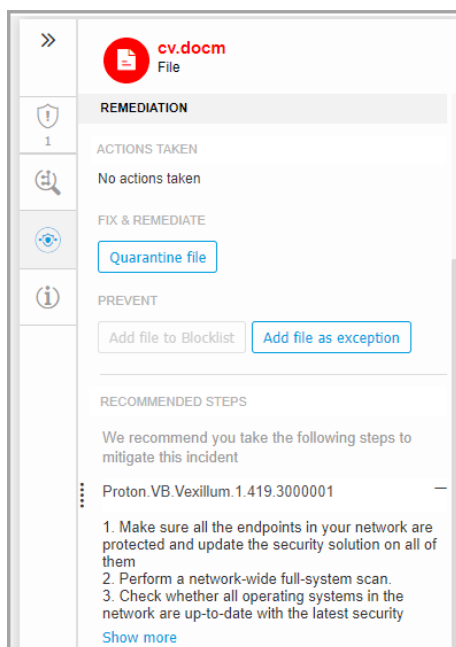 cv.docm
File
REMEDIATION
1
ACTIONS TAKEN
No actions taken
FIX & REMEDIATE
Quarantine file
PREVENT
Add file to Blocklist Add file as exception
RECOMMENDED STEPS
We recommend you take the following steps to
mitigate this incident
Proton.VB.Vexillum.1.419.3000001
1. Make sure all the endpoints in your network are
protected and update the security solution on all of
them
2. Perform a network-wide full-system scan.
3. Check whether all operating systems in the
network are up-to-date with the latest security
Show more